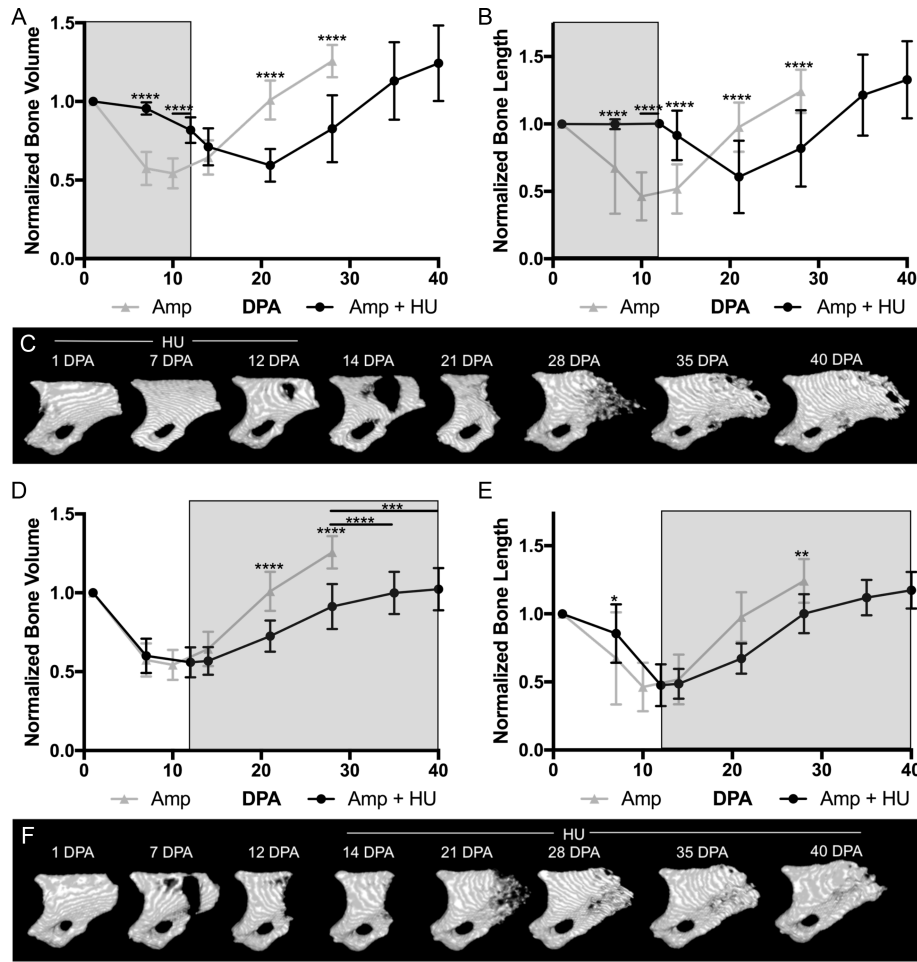 A
Normalized Bone Volume
1.5
1.0
0.5
0.0
0 10 20 30 40
**** **** **** ****
Amp DPA Amp + HU
B
Normalized Bone Length
1.5
1.0
0.5
0.0
0 10 20 30 40
**** **** **** **** ****
Amp DPA Amp + HU
C
HU
1 DPA 7 DPA 12 DPA 14 DPA 21 DPA 28 DPA 35 DPA 40 DPA
D
Normalized Bone Volume
1.5
1.0
0.5
0.0
0 10 20 30 40
***
****
**** ****
Amp DPA Amp + HU
E
Normalized Bone Length
1.5
1.0
0.5
0.0
0 10 20 30 40
* **
Amp DPA Amp + HU
F
HU
1 DPA 7 DPA 12 DPA 14 DPA 21 DPA 28 DPA 35 DPA 40 DPA